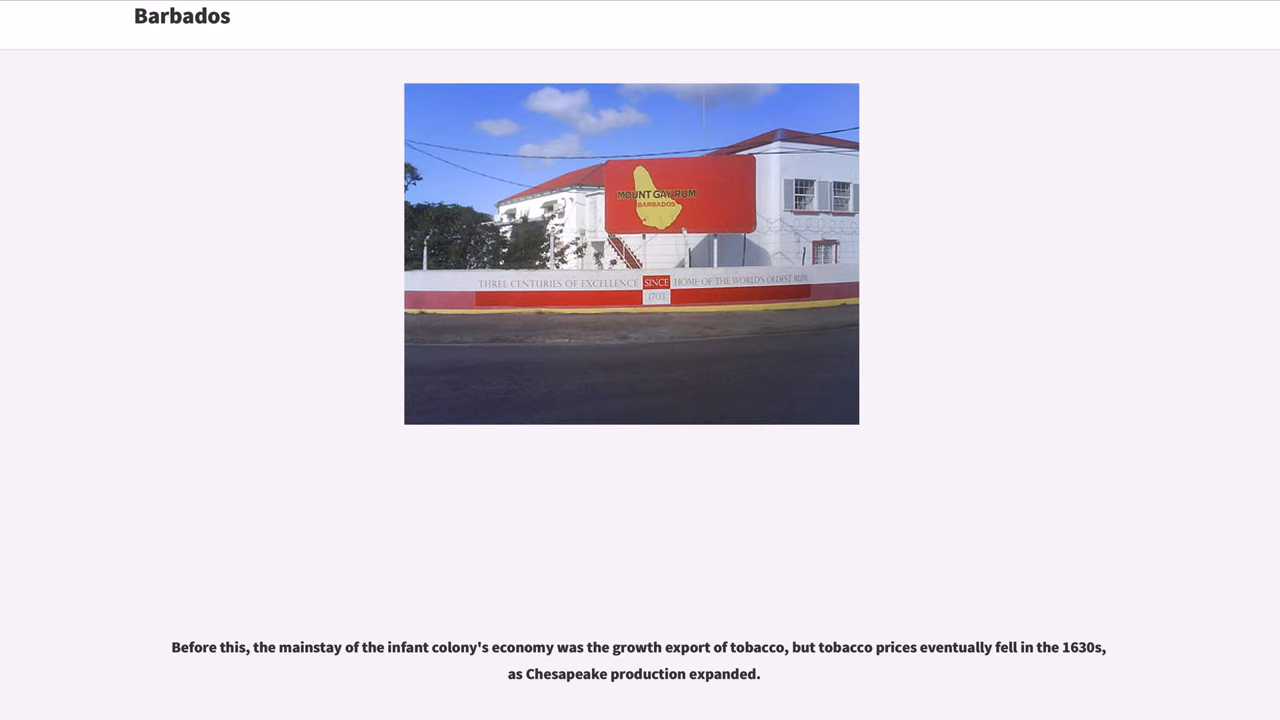 Barbados
MOUNT GAY RUM
BARBADOS
THREE CENTURIES OF EXCELLENCE SINCE HOME OF THE WORLD'S OLDEST RUM
1703
Before this, the mainstay of the infant colony's economy was the growth export of tobacco, but tobacco prices eventually fell in the 1630s,
as Chesapeake production expanded.